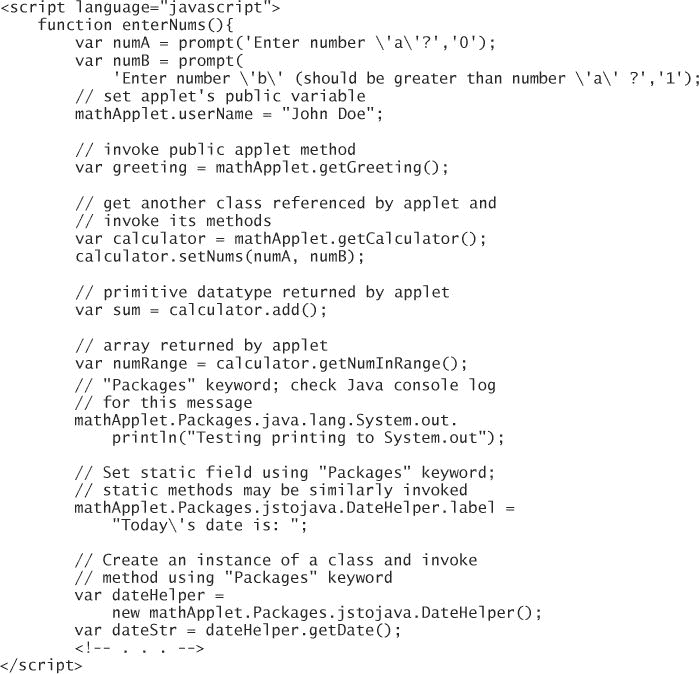 <script language="javascript">
    function enterNums(){
        var numA = prompt('Enter number \'a\'?','0');
        var numB = prompt(
            'Enter number \'b\' (should be greater than number \'a\' ?','1');
        // set applet's public variable
        mathApplet.userName = "John Doe";

        // invoke public applet method
        var greeting = mathApplet.getGreeting();

        // get another class referenced by applet and
        // invoke its methods
        var calculator = mathApplet.getCalculator();
        calculator.setNums(numA, numB);

        // primitive datatype returned by applet
        var sum = calculator.add();

        // array returned by applet
        var numRange = calculator.getNumInRange();
        // "Packages" keyword; check Java console log
        // for this message
        mathApplet.Packages.java.lang.System.out.
            println("Testing printing to System.out");

        // Set static field using "Packages" keyword;
        // static methods may be similarly invoked
        mathApplet.Packages.jstojava.DateHelper.label =
            "Today\'s date is: ";

        // Create an instance of a class and invoke
        // method using "Packages" keyword
        var dateHelper =
            new mathApplet.Packages.jstojava.DateHelper();
        var dateStr = dateHelper.getDate();
        <!-- . . . -->
</script>